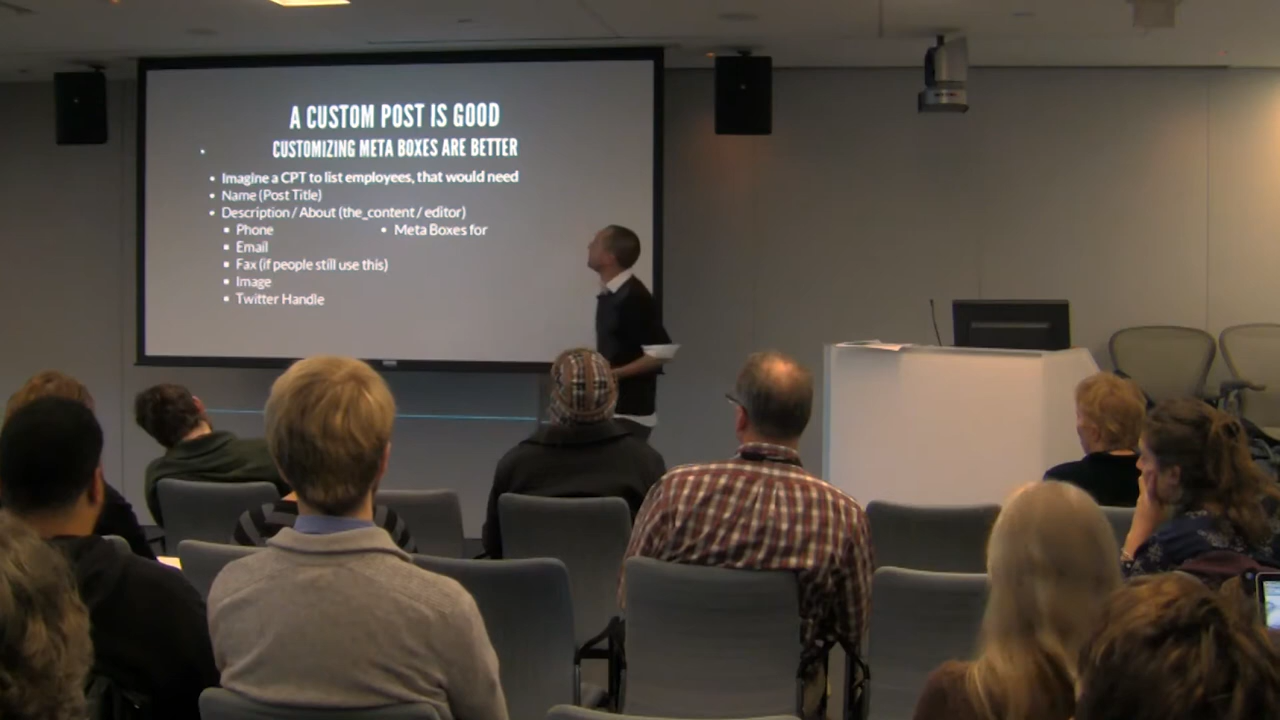 A CUSTOM POST IS GOOD
CUSTOMIZING META BOXES ARE BETTER
• Imagine a CPT to list employees, that would need
• Name (Post Title)
• Description / About (the_content / editor)
▪ Phone • Meta Boxes for
▪ Email
▪ Fax (if people still use this)
▪ Image
▪ Twitter Handle